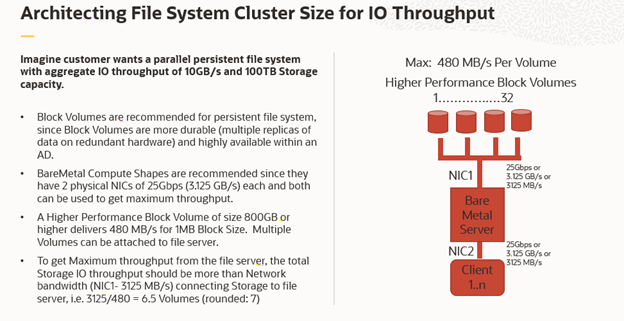 Architecting File System Cluster Size for IO Throughput
Imagine customer wants a parallel persistent file system
with aggregate IO throughput of 10GB/s and 100TB Storage
capacity.
• Block Volumes are recommended for persistent file system,
since Block Volumes are more durable (multiple replicas of
data on redundant hardware) and highly available within an
AD.
• BareMetal Compute Shapes are recommended since they
have 2 physical NICs of 25Gbps (3.125 GB/s) each and both
can be used to get maximum throughput.
• A Higher Performance Block Volume of size 800GB or
higher delivers 480 MB/s for 1MB Block Size. Multiple
Volumes can be attached to file server.
• To get Maximum throughput from the file server, the total
Storage IO throughput should be more than Network
bandwidth (NIC1- 3125 MB/s) connecting Storage to file
server, i.e. 3125/480 = 6.5 Volumes (rounded: 7)
Max: 480 MB/s Per Volume
Higher Performance Block Volumes
1...............32
NIC1
25Gbps or
3.125 GB/s or
3125 MB/s
Bare
Metal
Server
NIC2
25Gbps or
3.125 GB/s or
3125 MB/s
Client
1..n